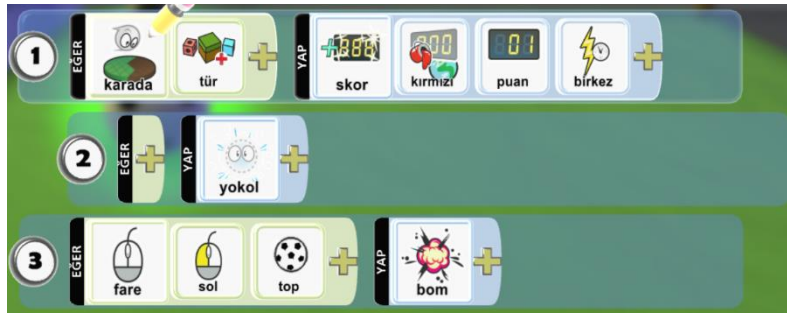 1 EĞER karada tür YAP skor kırmızı puan 01 birkez
2 EĞER YAP yokol
3 EĞER fare sol top YAP bom